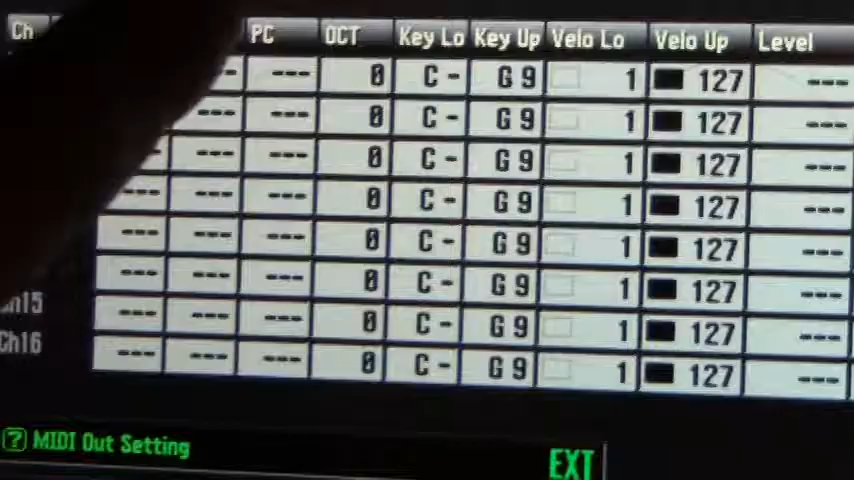 Ch PC OCT Key Lo Key Up Velo Lo Velo Up Level
-- --- 0 C - G 9 1 127 ---
--- --- 0 C - G 9 1 127 ---
-- --- --- 0 C - G 9 1 127 ---
--- --- --- 0 C - G 9 1 127 ---
--- --- --- 0 C - G 9 1 127 ---
--- --- --- 0 C - G 9 1 127 ---
Ch15 --- --- --- 0 C - G 9 1 127 ---
Ch16 --- --- --- 0 C - G 9 1 127 ---
? MIDI Out Setting
EXT